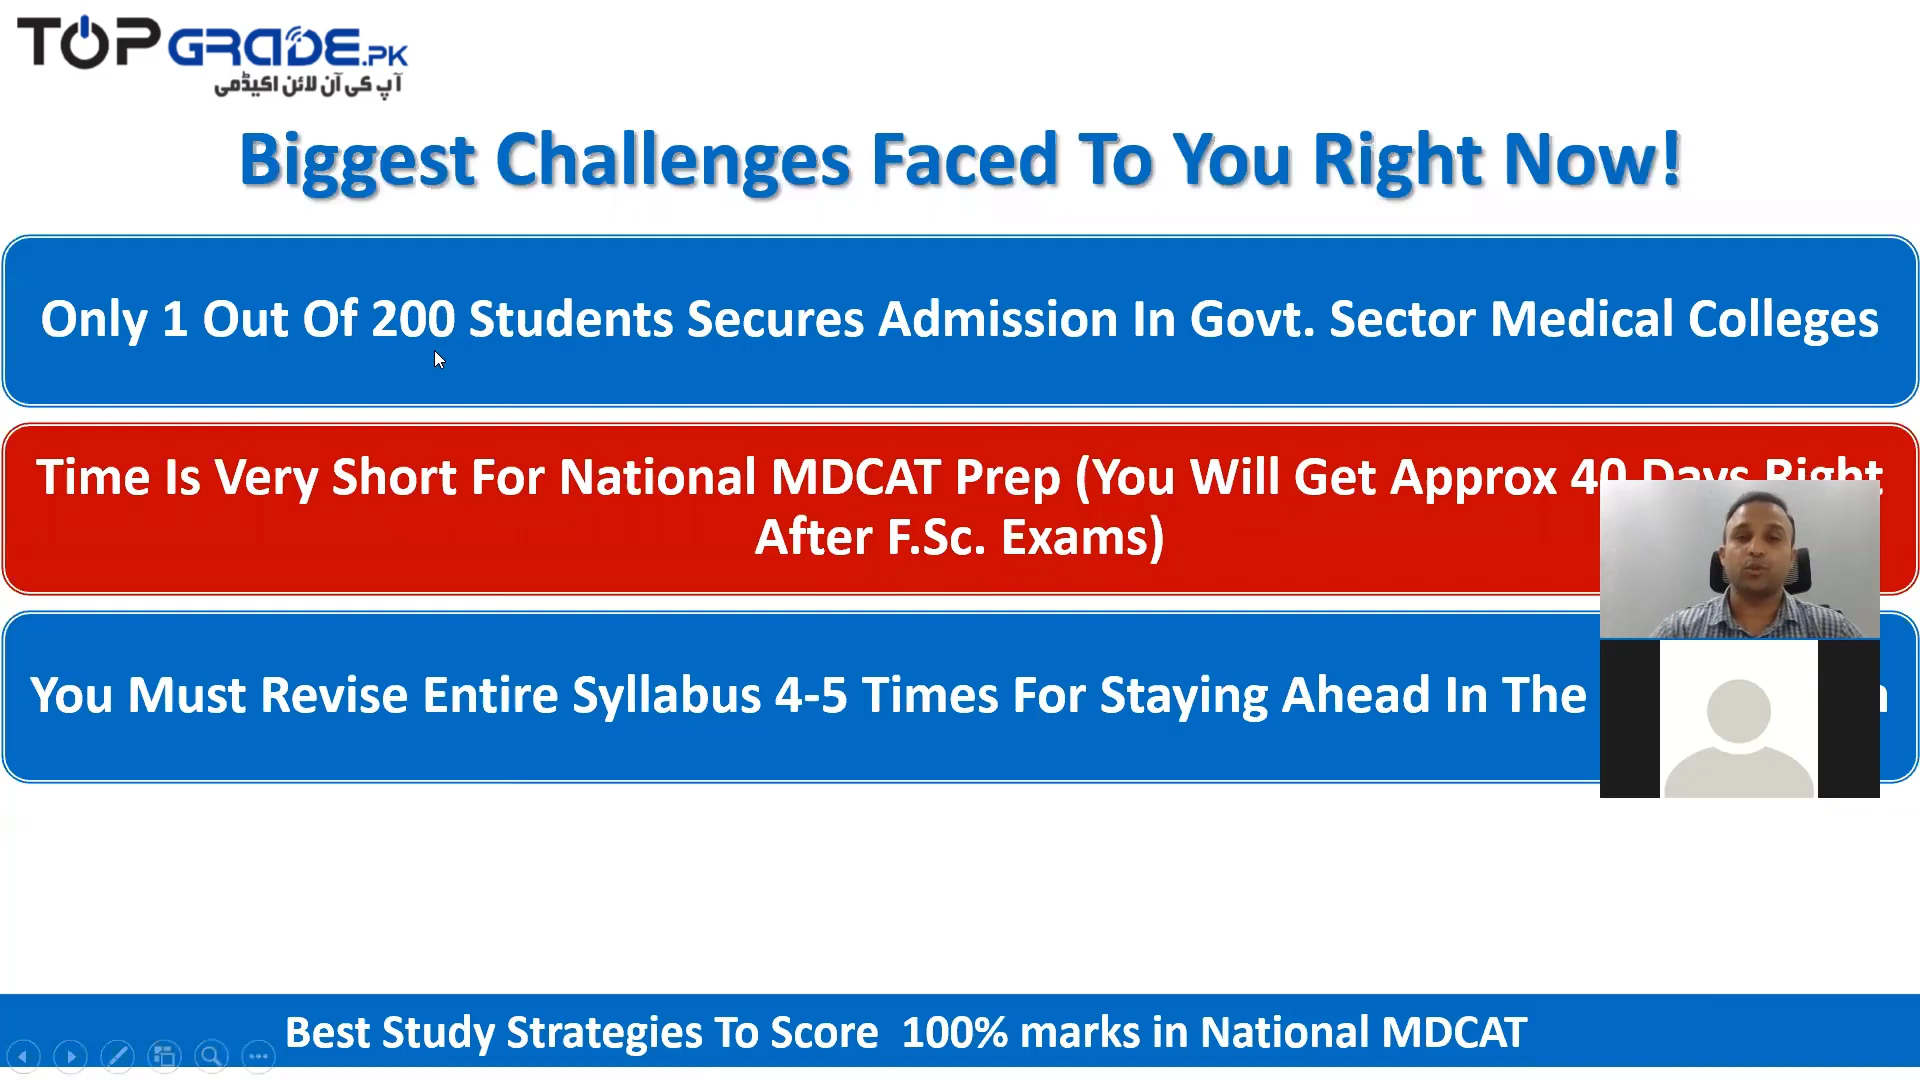 TOPGRADE.PK
آپ کی آن لائن اکیڈمی
Biggest Challenges Faced To You Right Now!
Only 1 Out Of 200 Students Secures Admission In Govt. Sector Medical Colleges
Time Is Very Short For National MDCAT Prep (You Will Get Approx 40 Days Right
After F.Sc. Exams)
You Must Revise Entire Syllabus 4-5 Times For Staying Ahead In The
Best Study Strategies To Score 100% marks in National MDCAT